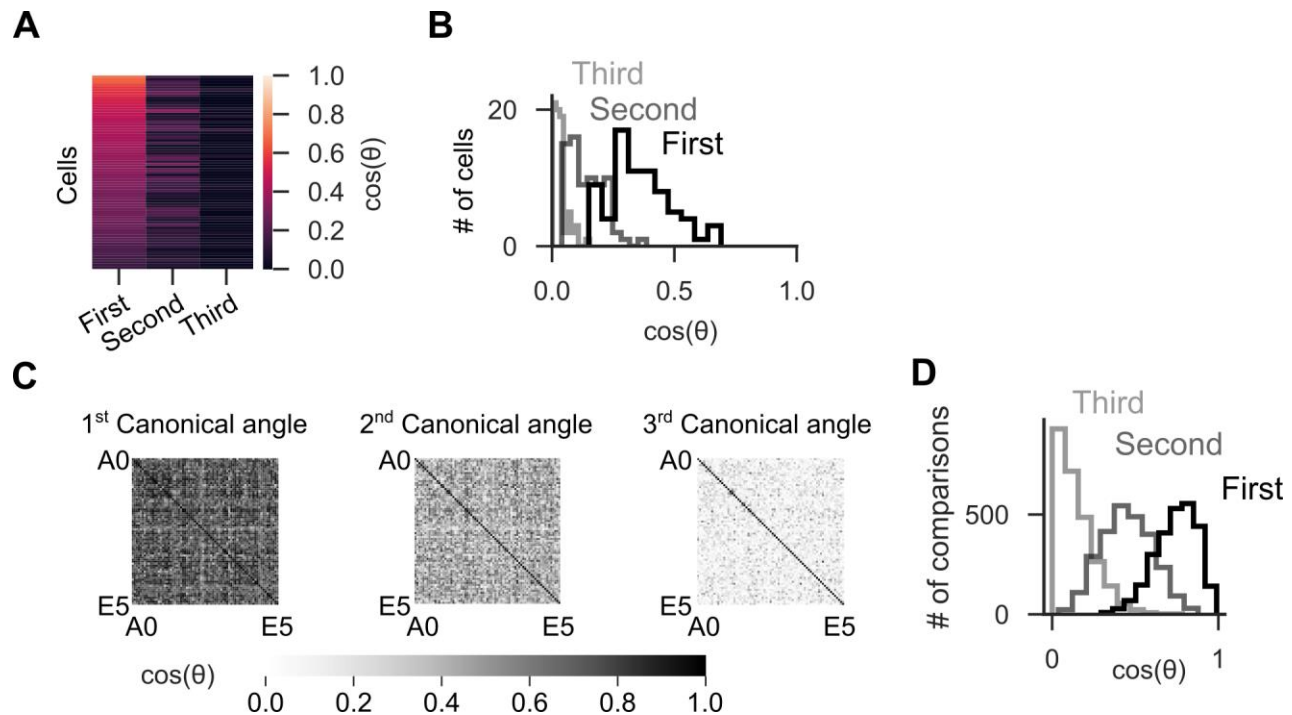 A
Cells
First
Second
Third
1.0
0.8
0.6
0.4
0.2
0.0
cos(θ)
B
Third
Second
First
# of cells
20
0
0.0 0.5 1.0
cos(θ)
C
1st Canonical angle
A0
E5
A0 E5
2nd Canonical angle
A0
E5
A0 E5
3rd Canonical angle
A0
E5
A0 E5
cos(θ)
0.0 0.2 0.4 0.6 0.8 1.0
D
Third
Second
First
# of comparisons
500
0
0 1
cos(θ)